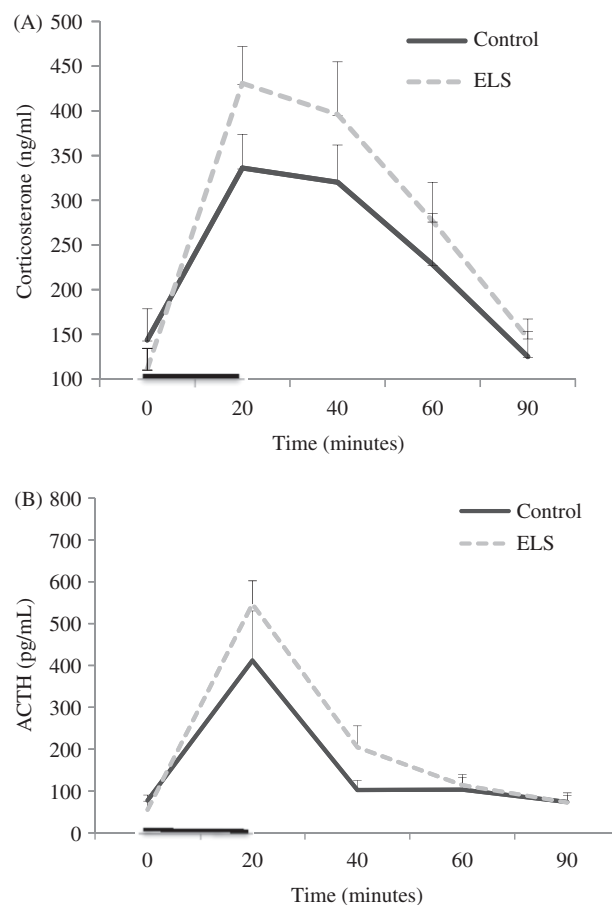 (A)
500
450
400
350
300
250
200
150
100
Corticosterone (ng/ml)
Control
ELS
0 20 40 60 90
Time (minutes)
(B)
800
700
600
500
400
300
200
100
0
ACTH (pg/mL)
Control
ELS
0 20 40 60 90
Time (minutes)